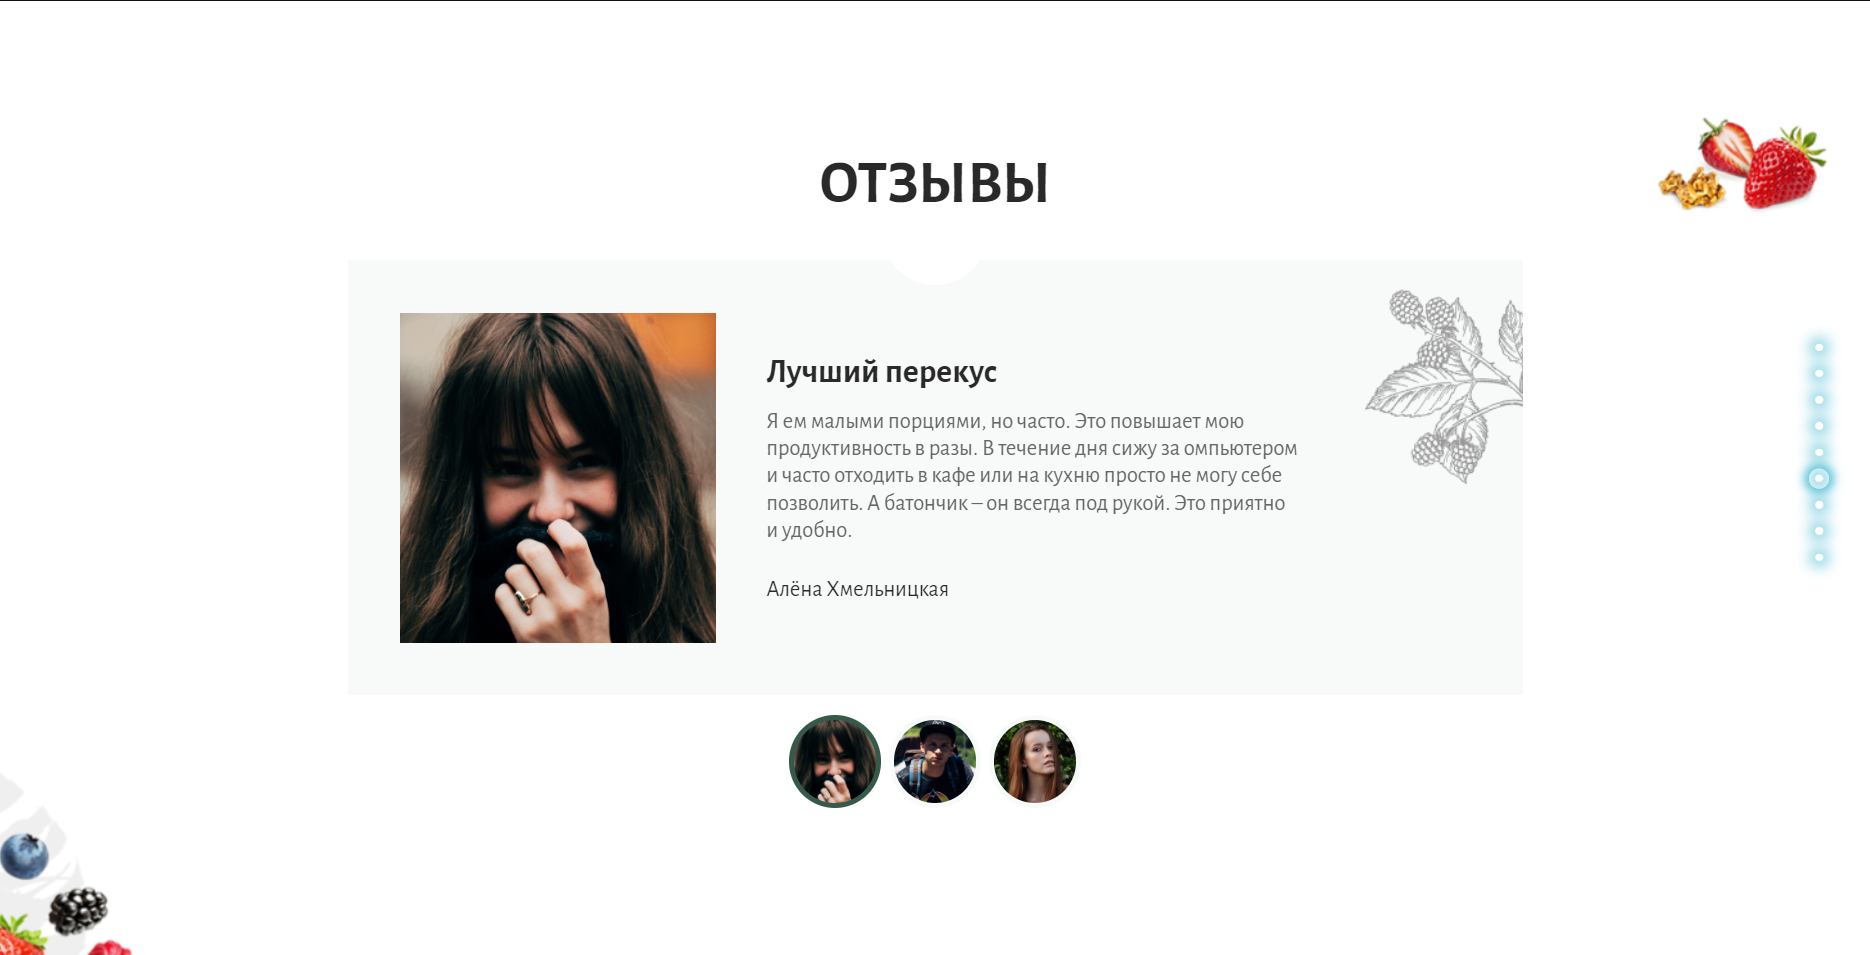 ОТЗЫВЫ
Лучший перекус
Я ем малыми порциями, но часто. Это повышает мою
продуктивность в разы. В течение дня сижу за омпьютером
и часто отходить в кафе или на кухню просто не могу себе
позволить. А батончик – он всегда под рукой. Это приятно
и удобно.
Алёна Хмельницкая